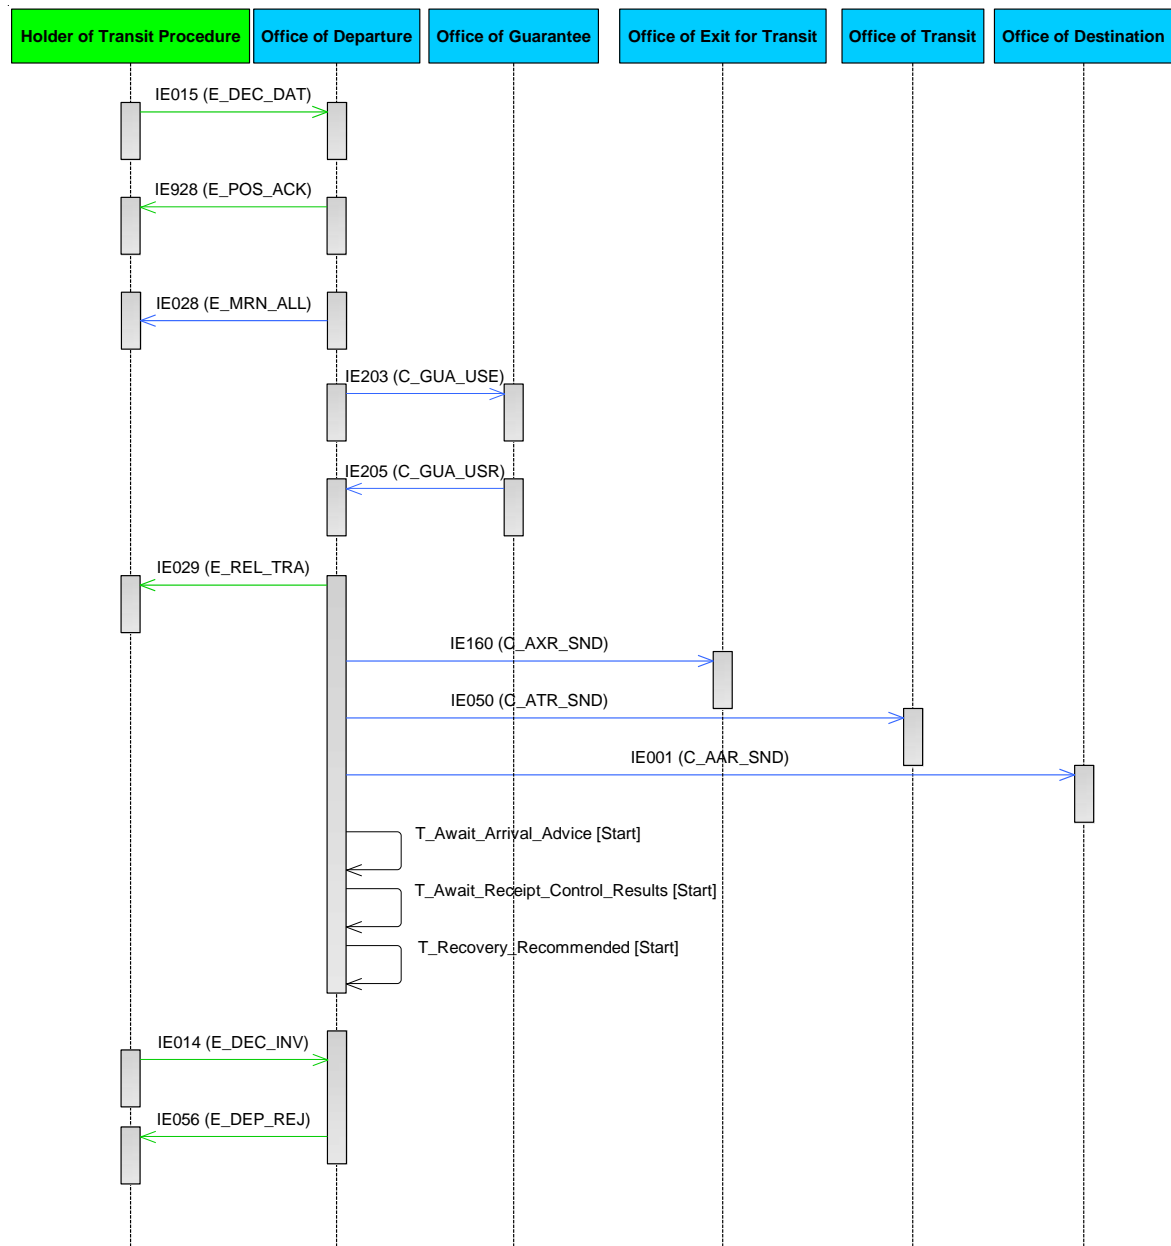 Holder of Transit Procedure
Office of Departure
Office of Guarantee
Office of Exit for Transit
Office of Transit
Office of Destination
IE015 (E_DEC_DAT)
IE928 (E_POS_ACK)
IE028 (E_MRN_ALL)
IE203 (C_GUA_USE)
IE205 (C_GUA_USR)
IE029 (E_REL_TRA)
IE160 (C_AXR_SND)
IE050 (C_ATR_SND)
IE001 (C_AAR_SND)
T_Await_Arrival_Advice [Start]
T_Await_Receipt_Control_Results [Start]
T_Recovery_Recommended [Start]
IE014 (E_DEC_INV)
IE056 (E_DEP_REJ)